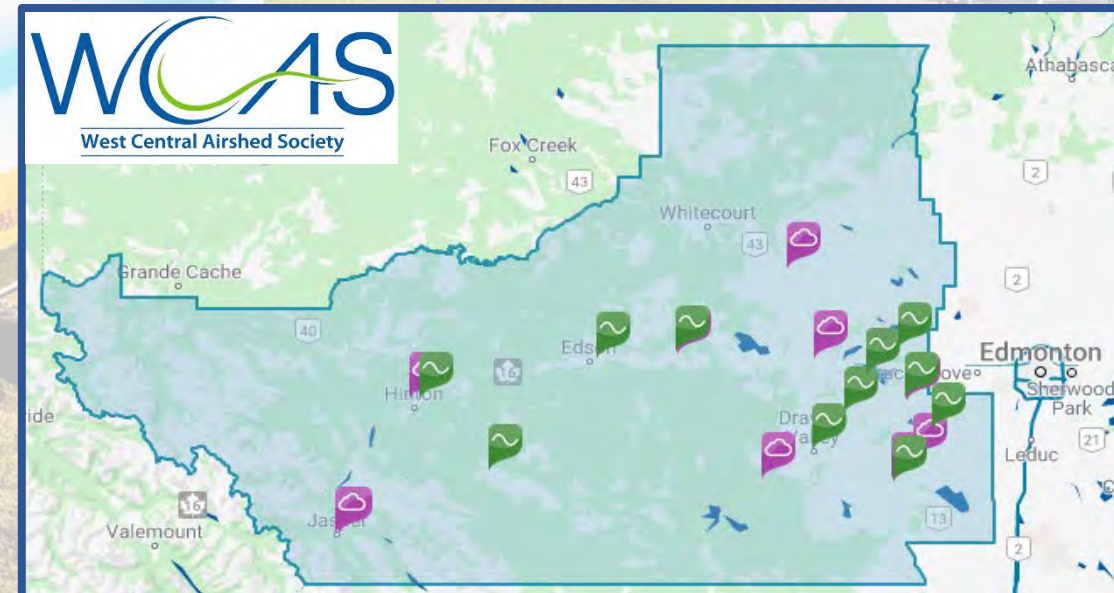 WCAS
West Central Airshed Society
Athabasca
Fox Creek
43
2
Whitecourt
43
Grande Cache
2
40
Edson
16
Edmonton
Hinton
Sherwood
Park
Drayton
Valley
21
Leduc
16
Jasper
13
Valemount
2